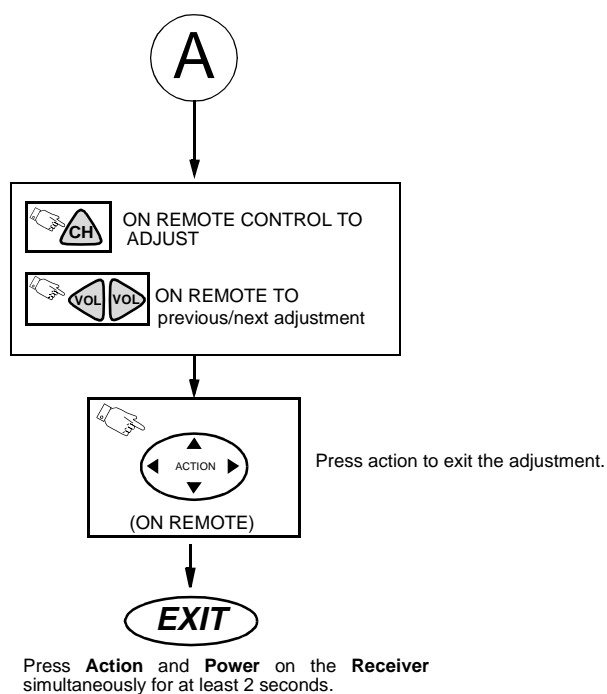 A
CH ON REMOTE CONTROL TO
ADJUST
VOL VOL ON REMOTE TO
previous/next adjustment
ACTION
Press action to exit the adjustment.
(ON REMOTE)
EXIT
Press Action and Power on the Receiver
simultaneously for at least 2 seconds.